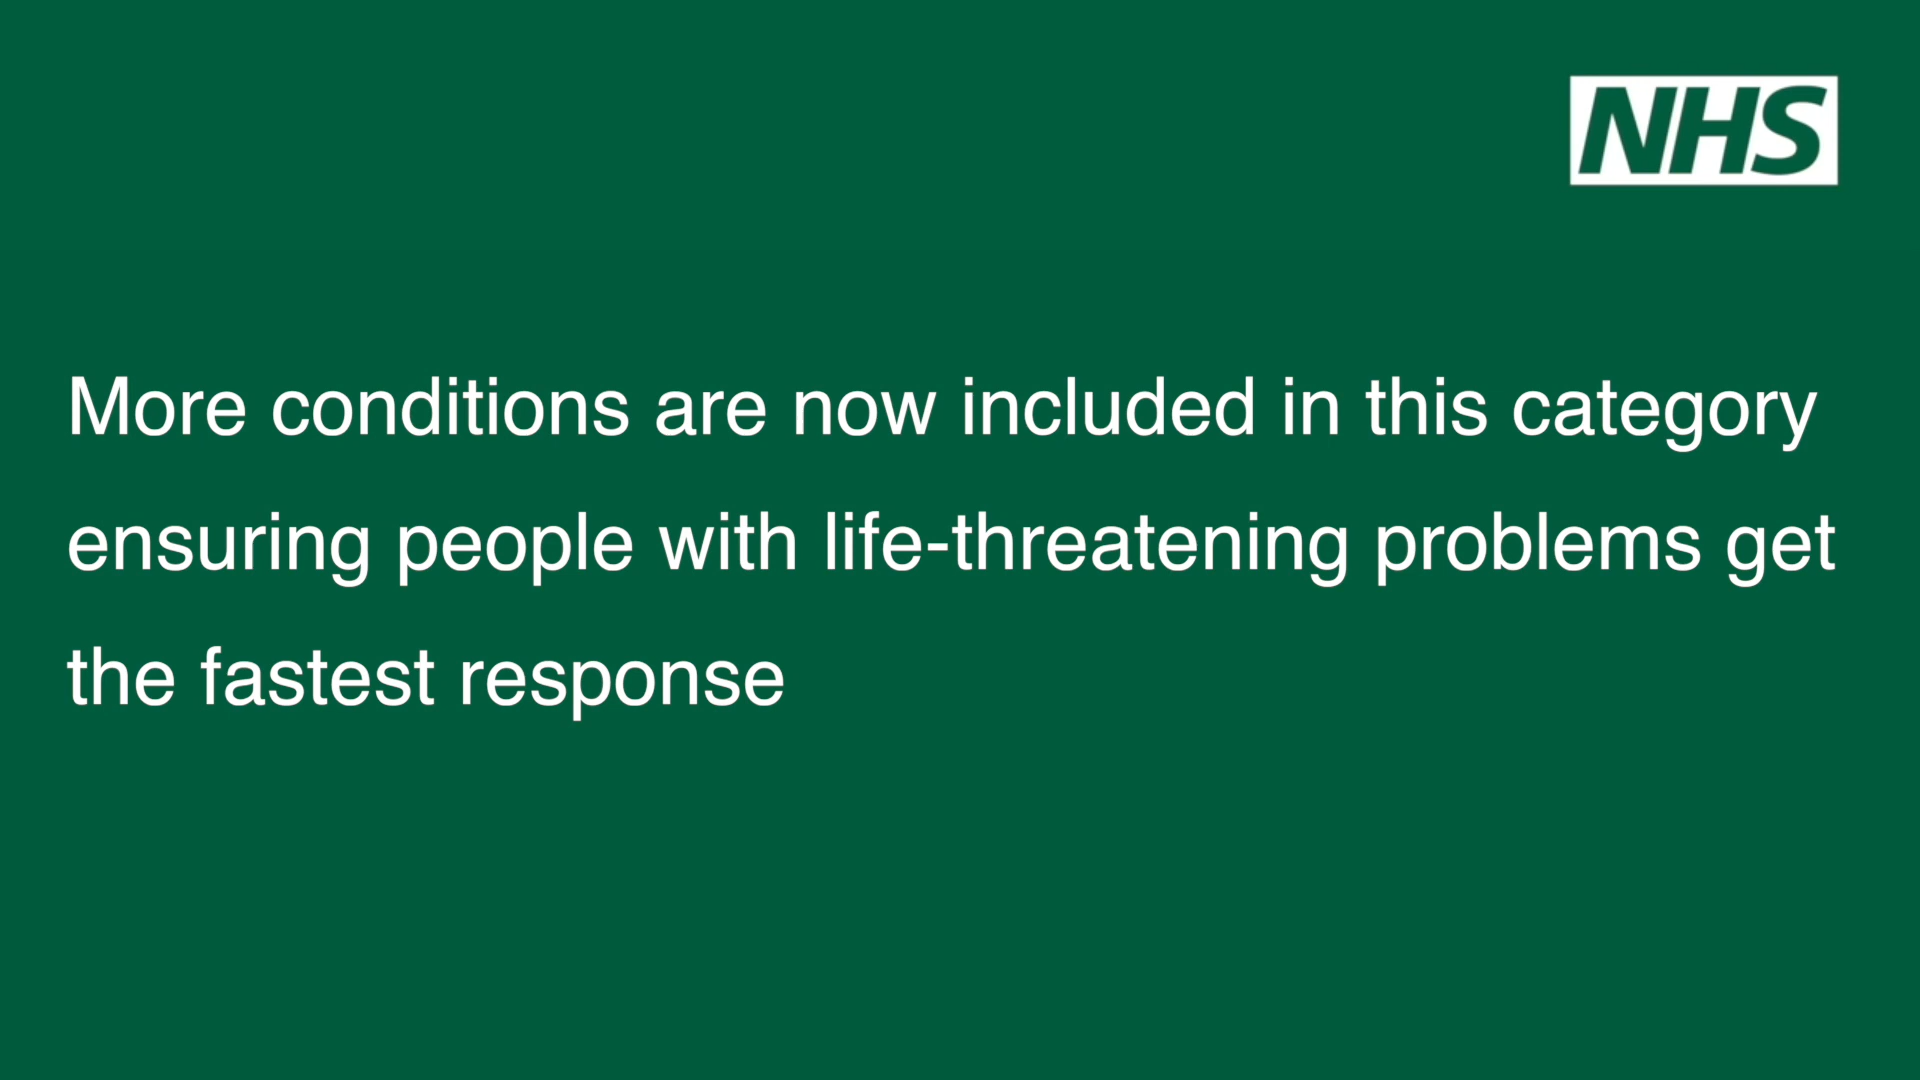 NHS
More conditions are now included in this category
ensuring people with life-threatening problems get
the fastest response